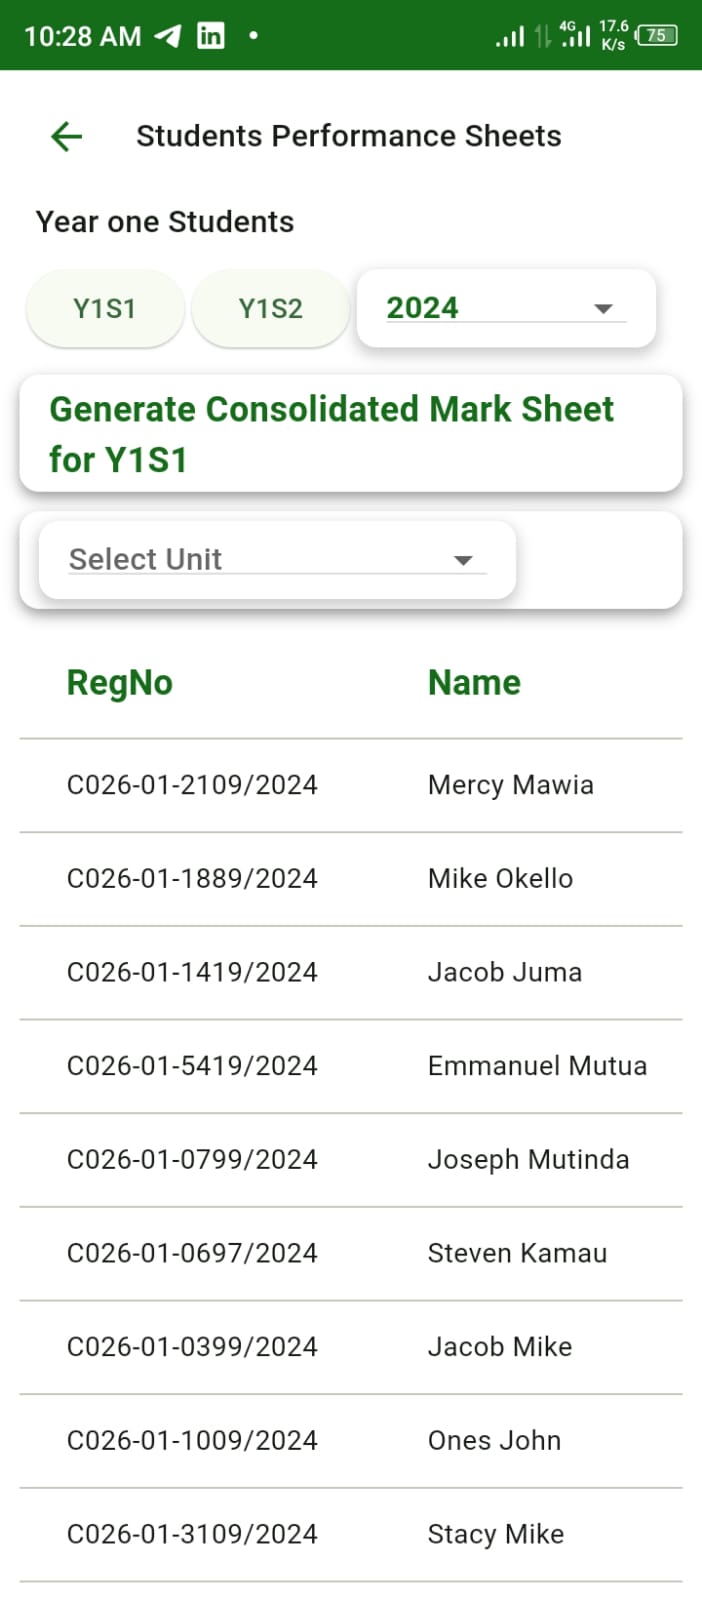 10:28 AM in 4G 17.6 K/s 75
Students Performance Sheets
Year one Students
Y1S1 Y1S2 2024
Generate Consolidated Mark Sheet
for Y1S1
Select Unit
RegNo Name
C026-01-2109/2024 Mercy Mawia
C026-01-1889/2024 Mike Okello
C026-01-1419/2024 Jacob Juma
C026-01-5419/2024 Emmanuel Mutua
C026-01-0799/2024 Joseph Mutinda
C026-01-0697/2024 Steven Kamau
C026-01-0399/2024 Jacob Mike
C026-01-1009/2024 Ones John
C026-01-3109/2024 Stacy Mike